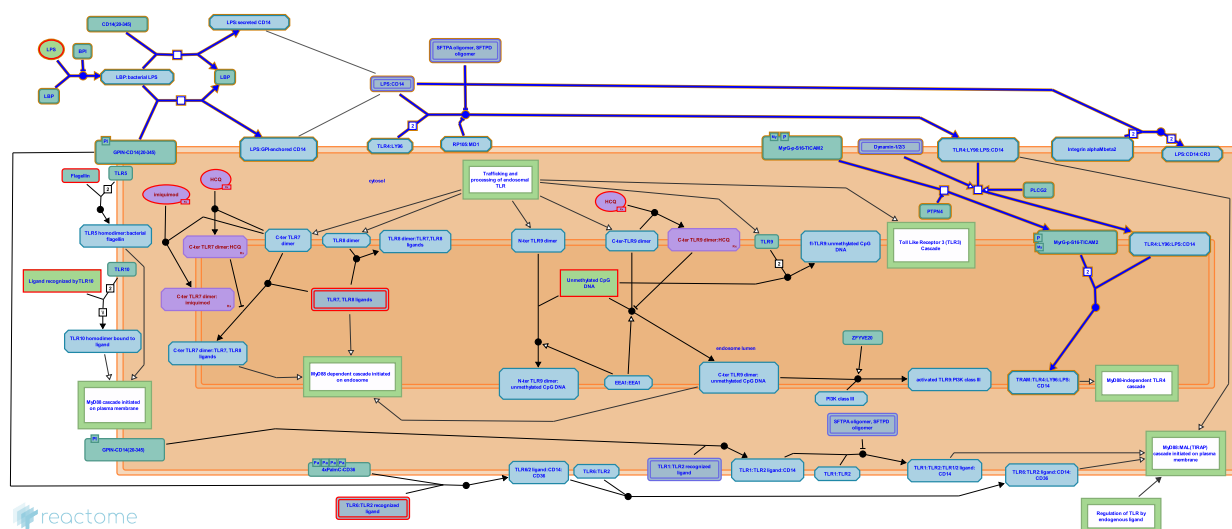 CD14(20-345)
LPS:secreted CD14
LPS
BPI
LBP:bacterial LPS
LBP
LBP
SFTPA oligomer, SFTPD
oligomer
LPS:CD14
2
PI
GPIN-CD14(20-345)
LPS:GPI-anchored CD14
TLR4:LY96
RP105:MD1
My
P
MyrG-p-S16-TICAM2
Dynamin-1/2/3
TLR4:LY96:LPS:CD14
Integrin alphaMbeta2
2
LPS:CD14:CR3
Flagellin
TLR5
2
TLR5 homodimer:bacterial
flagellin
HCQ
Imiquimod
cytosol
Trafficking
and processing of endosomal
TLR
HCQ
PTPN4
PLCG2
C-ter TLR7 dimer:HCQ
C-ter TLR7
dimer
TLR8 dimer
TLR8 dimer:TLR7,TLR8
ligands
N-ter TLR9 dimer
C-ter-TLR9 dimer
C-ter TLR9 dimer:HCQ
TLR9
2
fl-TLR9:unmethylated CpG
DNA
Toll Like Receptor 3 (TLR3)
Cascade
P
My
MyrG-p-S16-TICAM2
TLR4:LY96:LPS:CD14
2
Ligand recognized by TLR10
TLR10
2
C-ter TLR7 dimer:
imiquimod
TLR7, TLR8 ligands
Unmethylated CpG
DNA
TLR10 homodimer bound to
ligand
C-ter TLR7 dimer: TLR7, TLR8
ligands
MyD88 dependent cascade initiated
on endosome
endosome lumen
ZFYVE20
N-ter TLR9 dimer:
unmethylated CpG DNA
EEA1:EEA1
C-ter TLR9 dimer:
unmethylated CpG DNA
PI3K class III
activated TLR9:PI3K class III
TRAM:TLR4:LY96:LPS:
CD14
MyD88-independent TLR4
cascade
MyD88 cascade initiated
on plasma membrane
PI
GPIN-CD14(20-345)
SFTPA oligomer, SFTPD
oligomer
MyD88:MAL(TIRAP)
cascade initiated on plasma
membrane
4xPalmC-CD36
TLR6/2 ligand:CD14:
CD36
TLR6:TLR2
TLR1:TLR2 recognized
ligand
TLR1:TLR2 ligand:CD14
TLR1:TLR2
TLR1:TLR2:TLR1/2 ligand:
CD14
TLR6:TLR2:ligand:CD14:
CD36
TLR6:TLR2 recognized
ligand
Regulation of TLR by
endogenous ligand
reactome